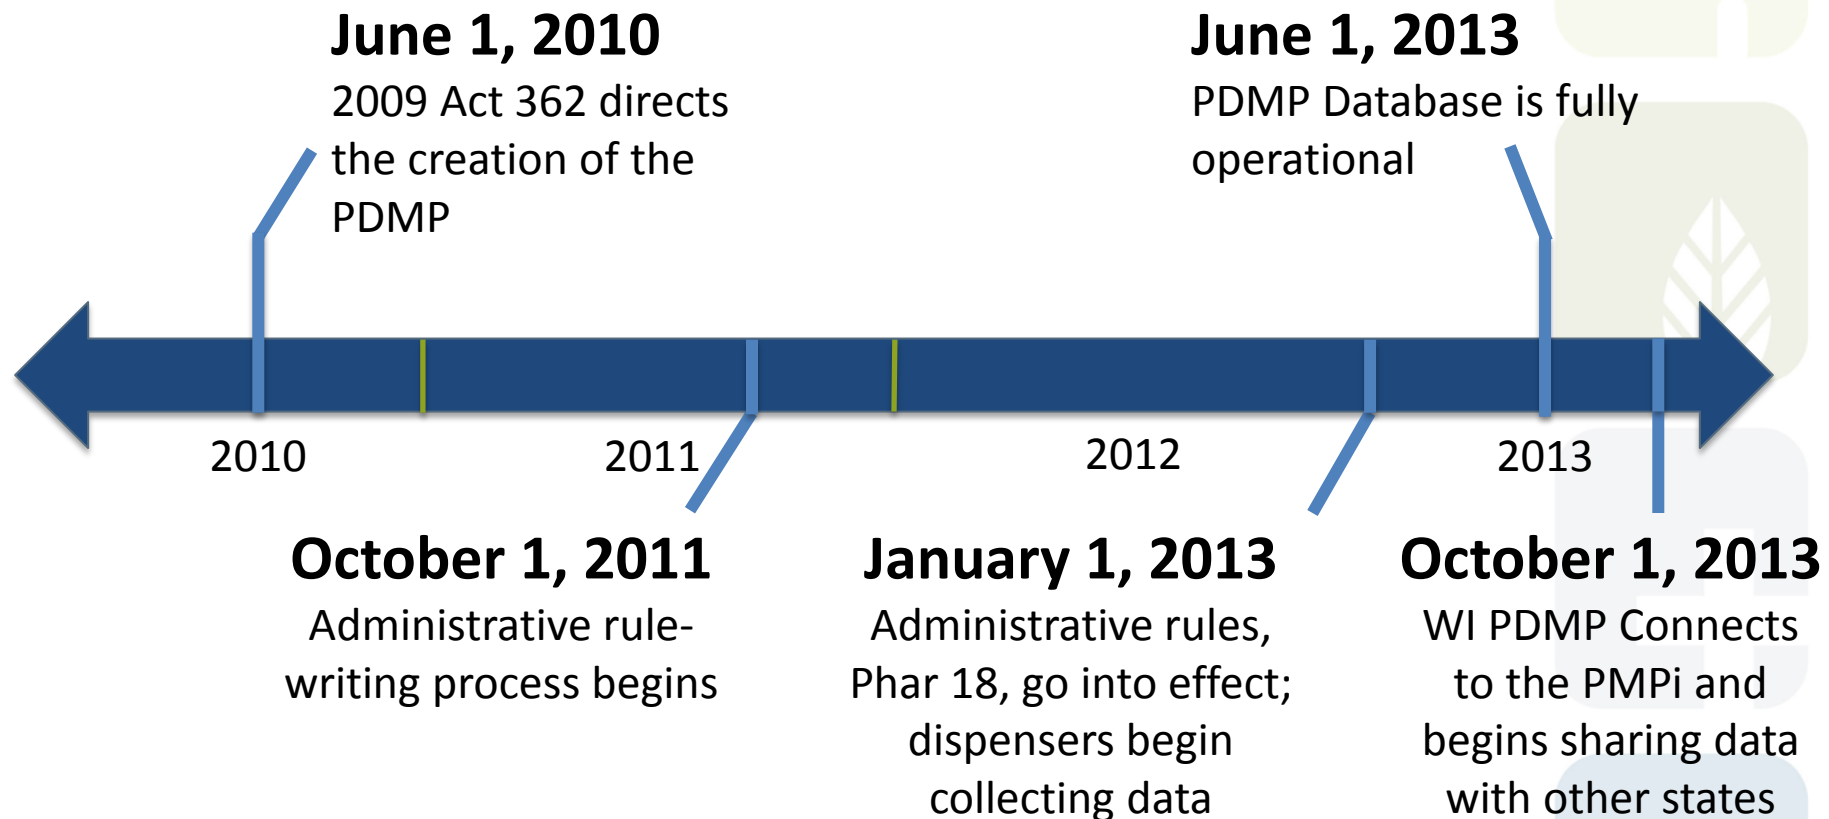 June 1, 2010
2009 Act 362 directs
the creation of the
PDMP
June 1, 2013
PDMP Database is fully
operational
2010
2011
2012
2013
October 1, 2011
Administrative rule-
writing process begins
January 1, 2013
Administrative rules,
Phar 18, go into effect;
dispensers begin
collecting data
October 1, 2013
WI PDMP Connects
to the PMPi and
begins sharing data
with other states